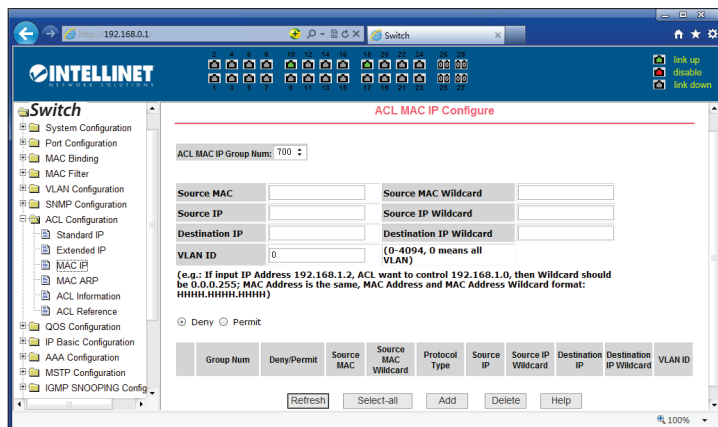 http://192.168.0.1/
Switch
INTELLINET
NETWORK SOLUTIONS
2 4 6 8 10 12 14 16 18 20 22 24 26 28
1 3 5 7 9 11 13 15 17 19 21 23 25 27
link up
disable
link down
Switch
System Configuration
Port Configuration
MAC Binding
MAC Filter
VLAN Configuration
SNMP Configuration
ACL Configuration
Standard IP
Extended IP
MAC IP
MAC ARP
ACL Information
ACL Reference
QOS Configuration
IP Basic Configuration
AAA Configuration
MSTP Configuration
IGMP SNOOPING Config
ACL MAC IP Configure
ACL MAC IP Group Num: 700
Source MAC Source MAC Wildcard
Source IP Source IP Wildcard
Destination IP Destination IP Wildcard
VLAN ID 0 (0-4094, 0 means all
VLAN)
(e.g.: If input IP Address 192.168.1.2, ACL want to control 192.168.1.0, then Wildcard should
be 0.0.0.255; MAC Address is the same, MAC Address and MAC Address Wildcard format:
HHHH.HHHH.HHHH)
Deny Permit
Group Num Deny/Permit Source MAC Source MAC Wildcard Protocol Type Source IP Source IP Wildcard Destination IP Destination IP Wildcard VLAN ID
Refresh Select-all Add Delete Help
100%